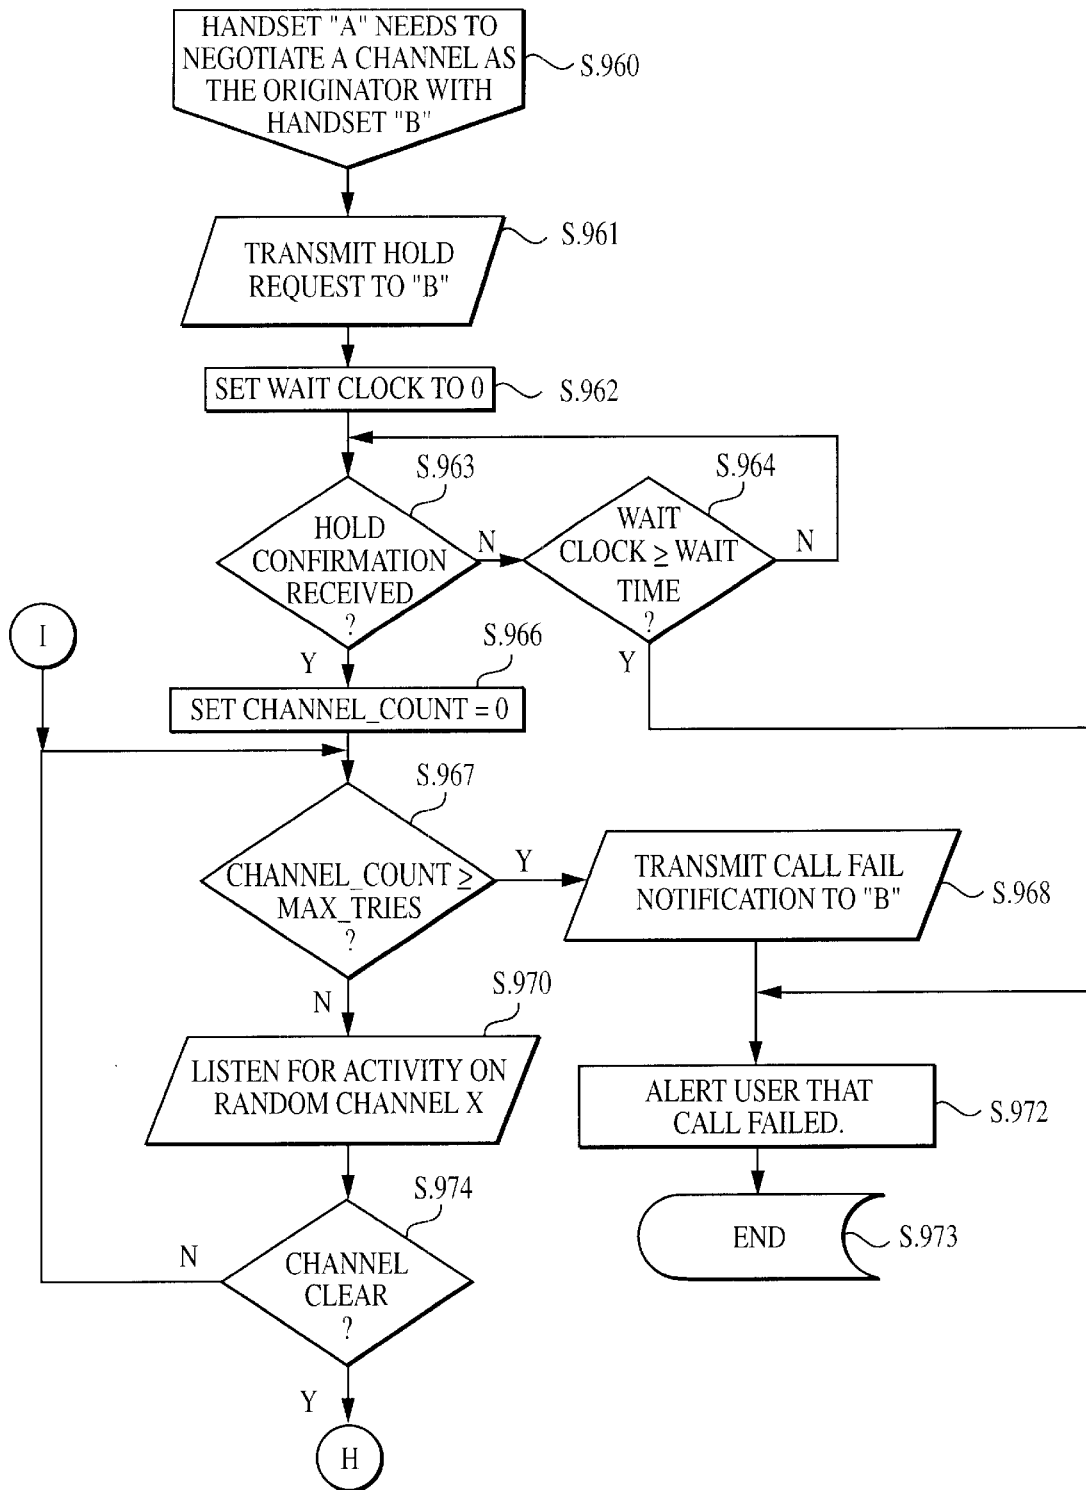 HANDSET "A" NEEDS TO
NEGOTIATE A CHANNEL AS
THE ORIGINATOR WITH
HANDSET "B"
S.960
TRANSMIT HOLD
REQUEST TO "B"
S.961
SET WAIT CLOCK TO 0
S.962
S.963
HOLD
CONFIRMATION
RECEIVED
?
N
Y
S.964
WAIT
CLOCK ≥ WAIT
TIME
?
N
Y
I
S.966
SET CHANNEL_COUNT = 0
S.967
CHANNEL_COUNT ≥
MAX_TRIES
?
Y
N
TRANSMIT CALL FAIL
NOTIFICATION TO "B"
S.968
S.970
LISTEN FOR ACTIVITY ON
RANDOM CHANNEL X
ALERT USER THAT
CALL FAILED.
S.972
S.974
CHANNEL
CLEAR
?
N
Y
END
S.973
H